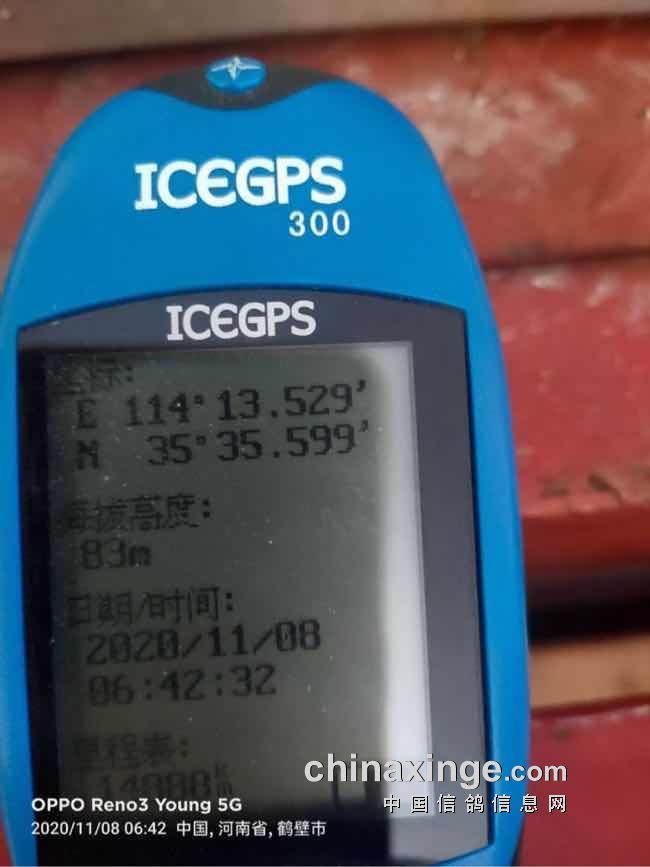 ICEGPS
300
ICEGPS
坐标:
E 114°13.529'
N 35°35.599'
海拔高度:
83m
日期/时间:
2020/11/08
06:42:32
里程表:
chinaxinge.com
OPPO Reno3 Young 5G
中国信鸽信息网
2020/11/08 06:42 中国, 河南省, 鹤壁市